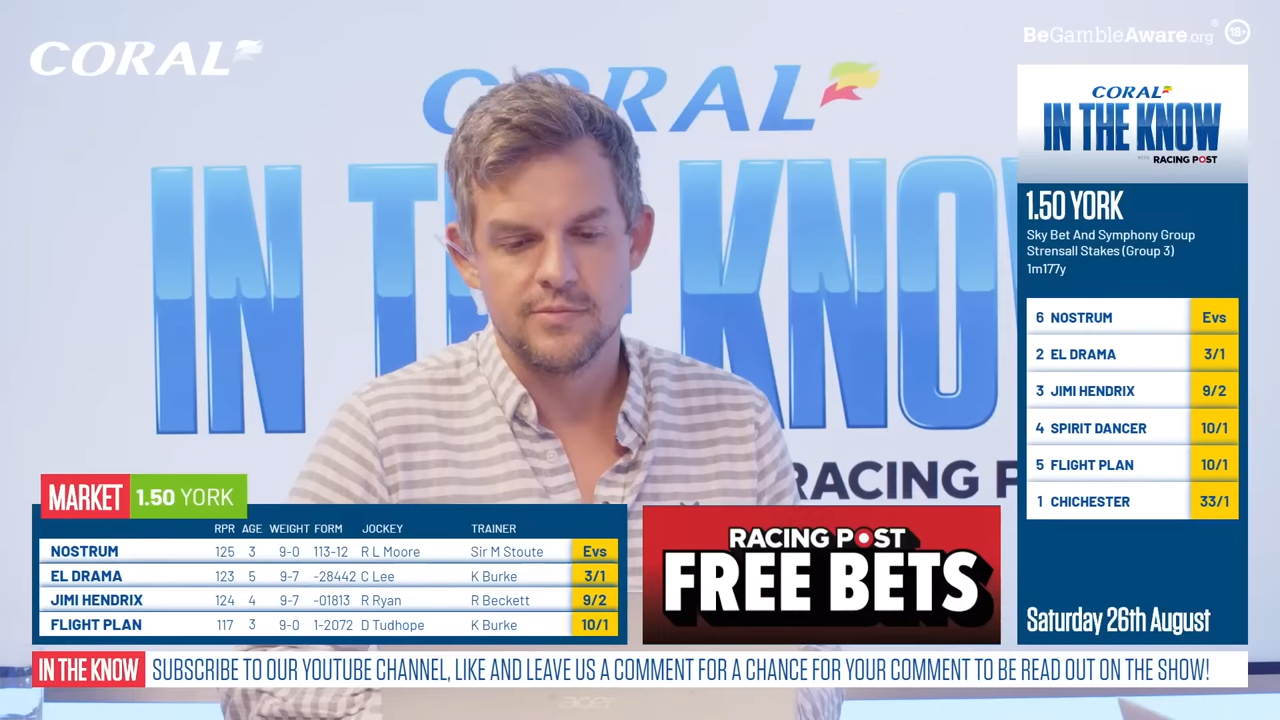 CORAL
BeGambleAware.org® 18+
CORAL
IN THE KNOW
RACING P
CORAL
IN THE KNOW
WITH RACING POST
1.50 YORK
Sky Bet And Symphony Group
Strensall Stakes (Group 3)
1m177y
6 NOSTRUM Evs
2 EL DRAMA 3/1
3 JIMI HENDRIX 9/2
4 SPIRIT DANCER 10/1
5 FLIGHT PLAN 10/1
1 CHICHESTER 33/1
Saturday 26th August
MARKET 1.50 YORK
RPR AGE WEIGHT FORM JOCKEY TRAINER
NOSTRUM 125 3 9-0 113-12 R L Moore Sir M Stoute Evs
EL DRAMA 123 5 9-7 -28442 C Lee K Burke 3/1
JIMI HENDRIX 124 4 9-7 -01813 R Ryan R Beckett 9/2
FLIGHT PLAN 117 3 9-0 1-2072 D Tudhope K Burke 10/1
RACING POST
FREE BETS
IN THE KNOW SUBSCRIBE TO OUR YOUTUBE CHANNEL, LIKE AND LEAVE US A COMMENT FOR A CHANCE FOR YOUR COMMENT TO BE READ OUT ON THE SHOW!
acer